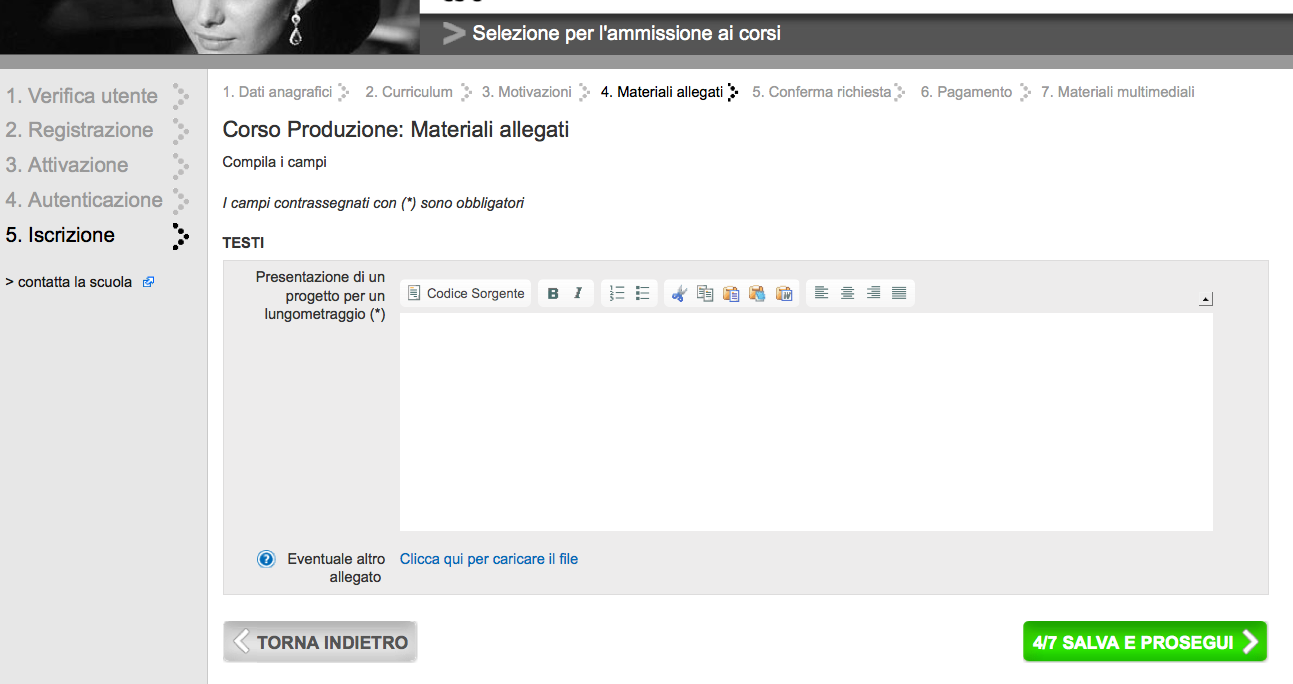 Selezione per l'ammissione ai corsi
1. Verifica utente
2. Registrazione
3. Attivazione
4. Autenticazione
5. Iscrizione
> contatta la scuola
1. Dati anagrafici 2. Curriculum 3. Motivazioni 4. Materiali allegati 5. Conferma richiesta 6. Pagamento 7. Materiali multimediali
Corso Produzione: Materiali allegati
Compila i campi
I campi contrassegnati con (*) sono obbligatori
TESTI
Presentazione di un
progetto per un
lungometraggio (*)
Codice Sorgente B I
Eventuale altro
allegato
Clicca qui per caricare il file
TORNA INDIETRO
4/7 SALVA E PROSEGUI